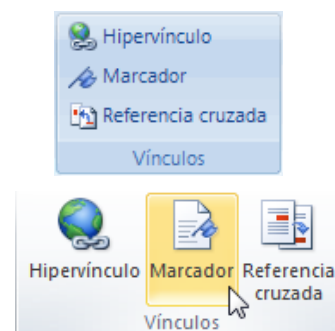 Hipervínculo
Marcador
Referencia cruzada
Vínculos
Hipervínculo Marcador Referencia
cruzada
Vínculos